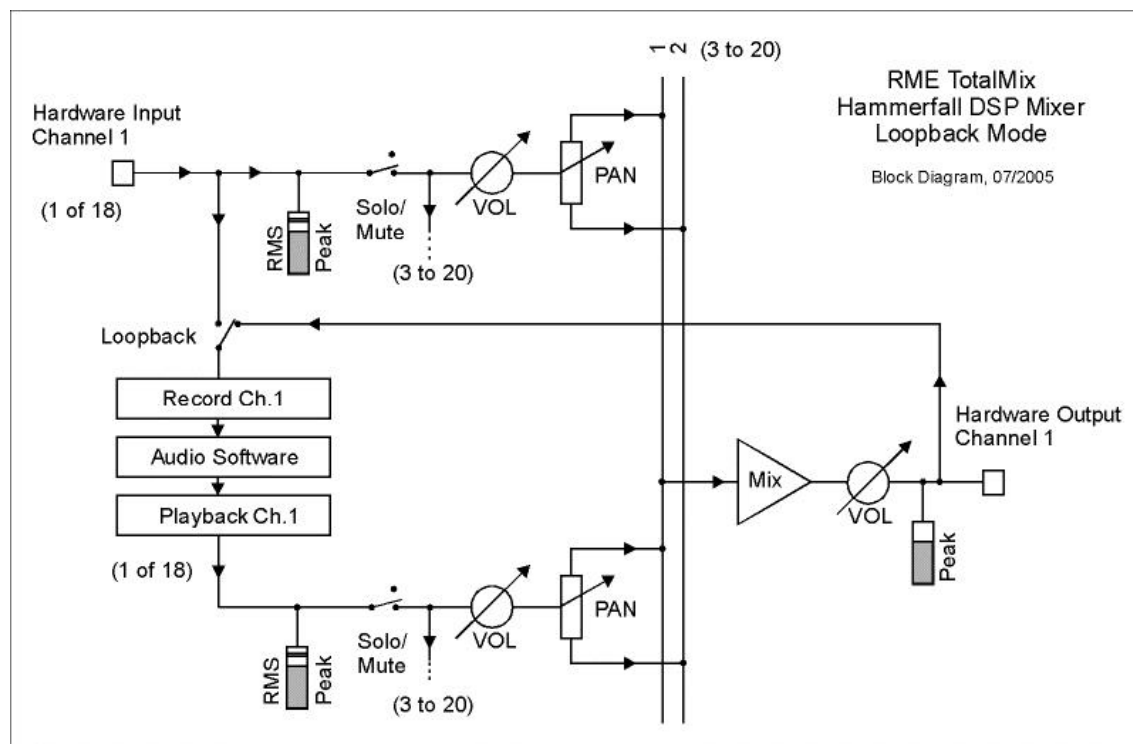 1
2
(3 to 20)
RME TotalMix
Hammerfall DSP Mixer
Loopback Mode
Block Diagram, 07/2005
Hardware Input
Channel 1
(1 of 18)
RMS
Peak
Solo/
Mute
(3 to 20)
VOL
PAN
Loopback
Record Ch.1
Audio Software
Playback Ch.1
(1 of 18)
Hardware Output
Channel 1
Mix
VOL
Peak
RMS
Peak
Solo/
Mute
(3 to 20)
VOL
PAN